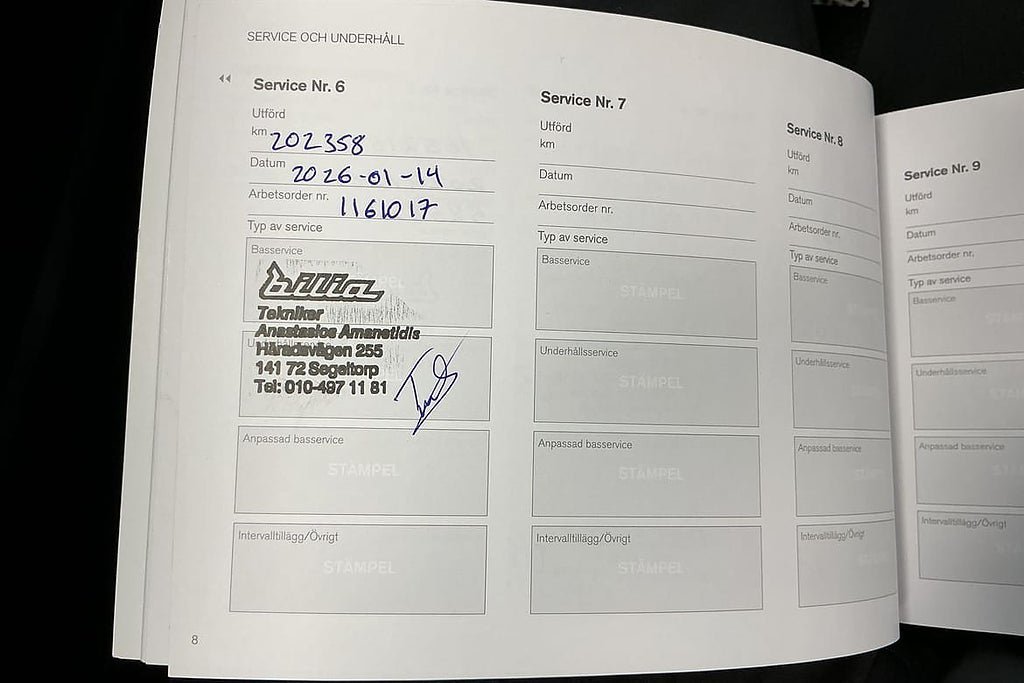 SERVICE OCH UNDERHÅLL
Service Nr. 6
Utförd
km 202358
Datum 2026-01-14
Arbetsorder nr. 1161017
Typ av service
Basservice
bilia
Tekniker
Anastasios Amanetidis
Häradsvägen 255
141 72 Segeltorp
Tel: 010-497 11 81
Anpassad basservice
STÄMPEL
Intervalltillägg/Övrigt
STÄMPEL
8
Service Nr. 7
Utförd
km
Datum
Arbetsorder nr.
Typ av service
Basservice
STÄMPEL
Underhållsservice
STÄMPEL
Anpassad basservice
STÄMPEL
Intervalltillägg/Övrigt
STÄMPEL
Service Nr. 8
Utförd
km
Datum
Arbetsorder nr.
Typ av service
Basservice
Underhållsservice
Anpassad basservice
Intervalltillägg/Övrigt
Service Nr. 9
Utförd
km
Datum
Arbetsorder nr.
Typ av service
Basservice
Underhållsservice
Anpassad basservice
Intervalltillägg/Övrigt